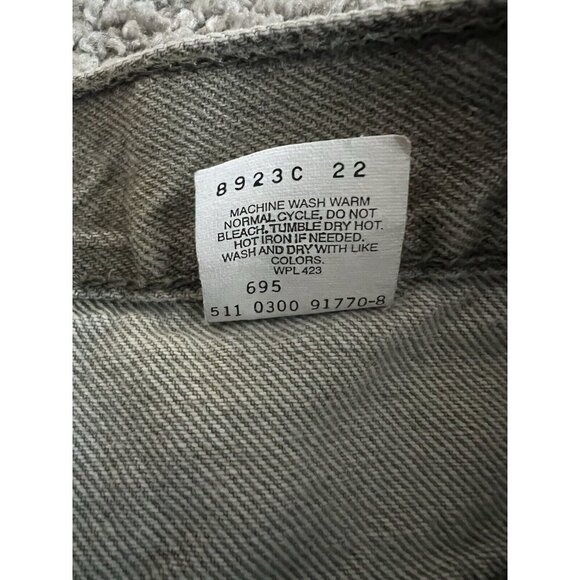 8923C 22
MACHINE WASH WARM
NORMAL CYCLE, DO NOT
BLEACH. TUMBLE DRY HOT.
HOT IRON IF NEEDED.
WASH AND DRY WITH LIKE
COLORS.
WPL 423
695
511 0300 91770-8